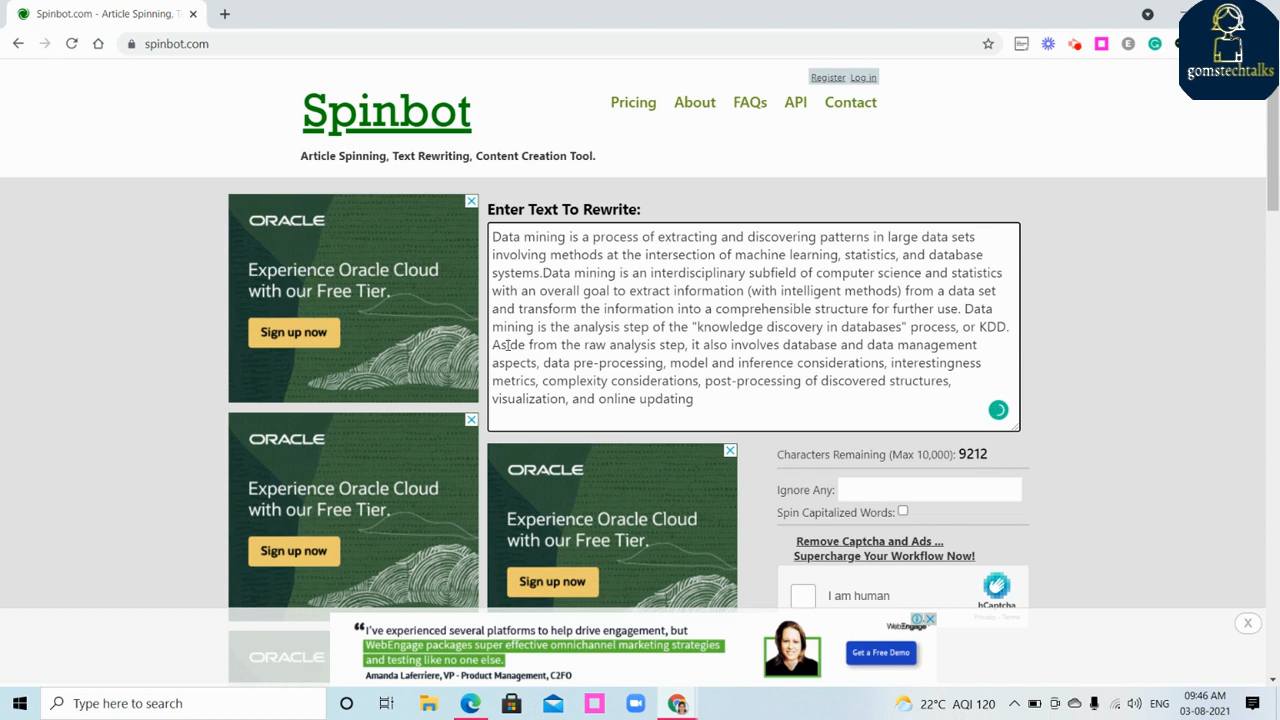 Spinbot.com - Article Spinning, T
spinbot.com
gomstechtalks
Register Log in
Spinbot
Pricing About FAQs API Contact
Article Spinning, Text Rewriting, Content Creation Tool.
ORACLE
Experience Oracle Cloud
with our Free Tier.
Sign up now
Enter Text To Rewrite:
Data mining is a process of extracting and discovering patterns in large data sets
involving methods at the intersection of machine learning, statistics, and database
systems.Data mining is an interdisciplinary subfield of computer science and statistics
with an overall goal to extract information (with intelligent methods) from a data set
and transform the information into a comprehensible structure for further use. Data
mining is the analysis step of the "knowledge discovery in databases" process, or KDD.
Aside from the raw analysis step, it also involves database and data management
aspects, data pre-processing, model and inference considerations, interestingness
metrics, complexity considerations, post-processing of discovered structures,
visualization, and online updating
ORACLE
Experience Oracle Cloud
with our Free Tier.
Sign up now
ORACLE
Experience Oracle Cloud
with our Free Tier.
Sign up now
Characters Remaining (Max 10,000): 9212
Ignore Any:
Spin Capitalized Words:
Remove Captcha and Ads ...
Supercharge Your Workflow Now!
I am human
hCaptcha
Privacy - Terms
ORACLE
"I've experienced several platforms to help drive engagement, but
WebEngage packages super effective omnichannel marketing strategies
and testing like no one else.
Amanda Laferriere, VP - Product Management, C2FO
WebEngage
Get a Free Demo
Type here to search
22°C AQI 120
ENG
09:46 AM
03-08-2021